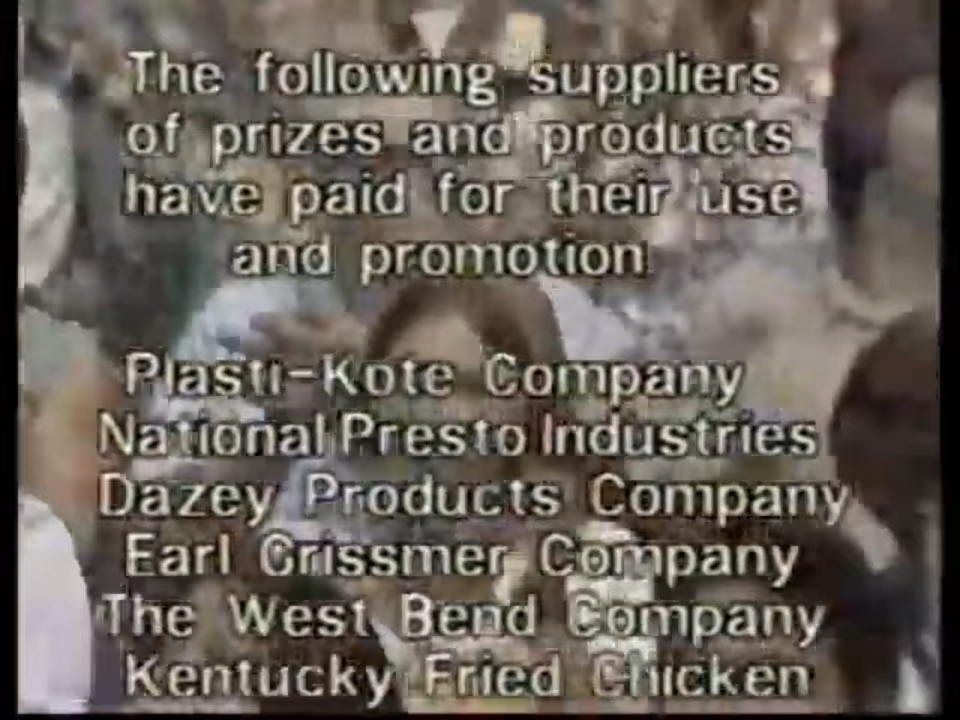 The following suppliers
of prizes and products
have paid for their use
and promotion
Plasti-Kote Company
National Presto Industries
Dazey Products Company
Earl Grissmer Company
The West Bend Company
Kentucky Fried Chicken